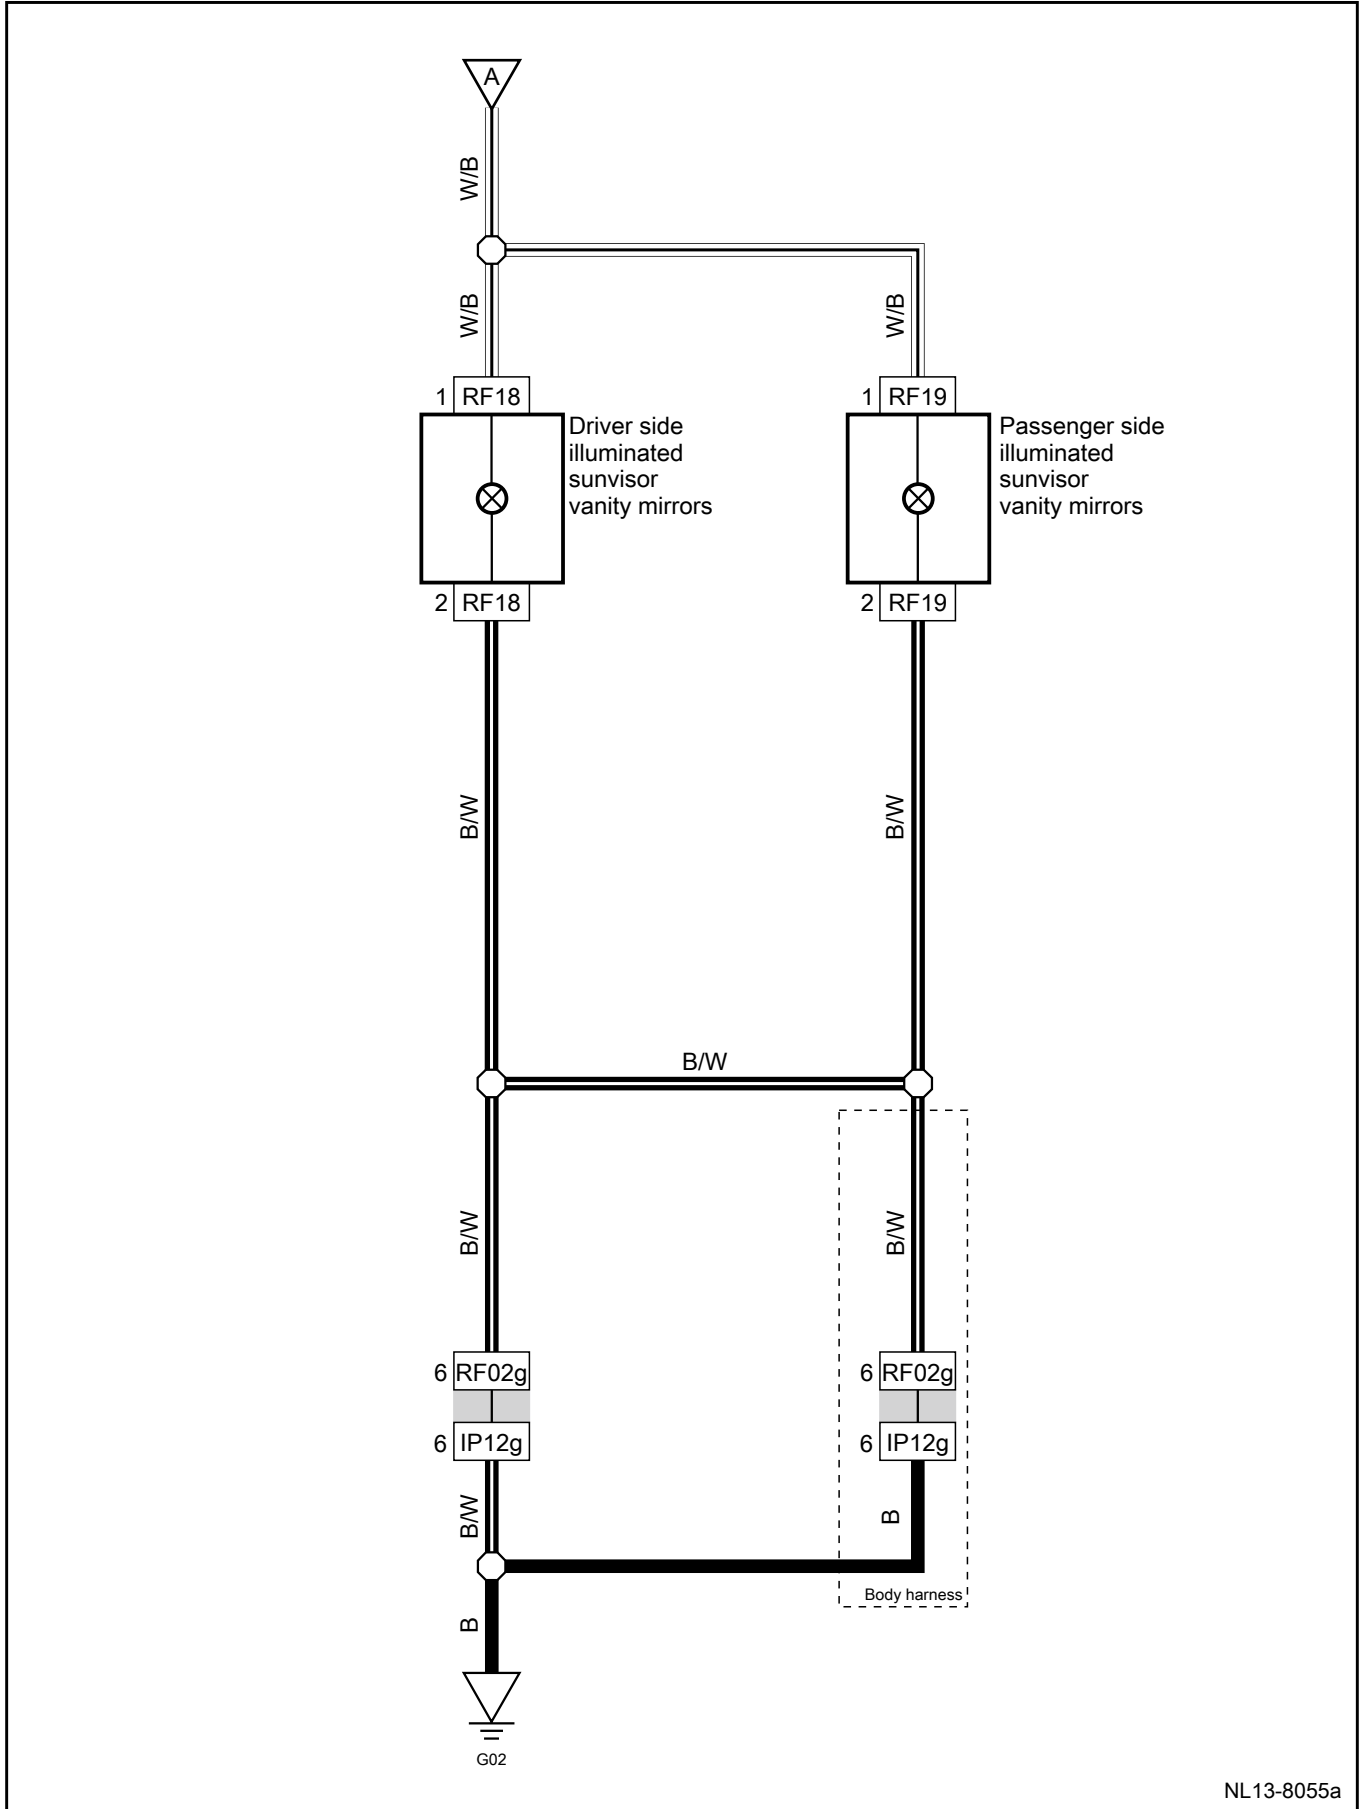 A
W/B
W/B
W/B
1 RF18
1 RF19
Driver side
illuminated
sunvisor
vanity mirrors
Passenger side
illuminated
sunvisor
vanity mirrors
2 RF18
2 RF19
B/W
B/W
B/W
B/W
B/W
6 RF02g
6 RF02g
6 IP12g
6 IP12g
B/W
B
Body harness
B
G02
NL13-8055a